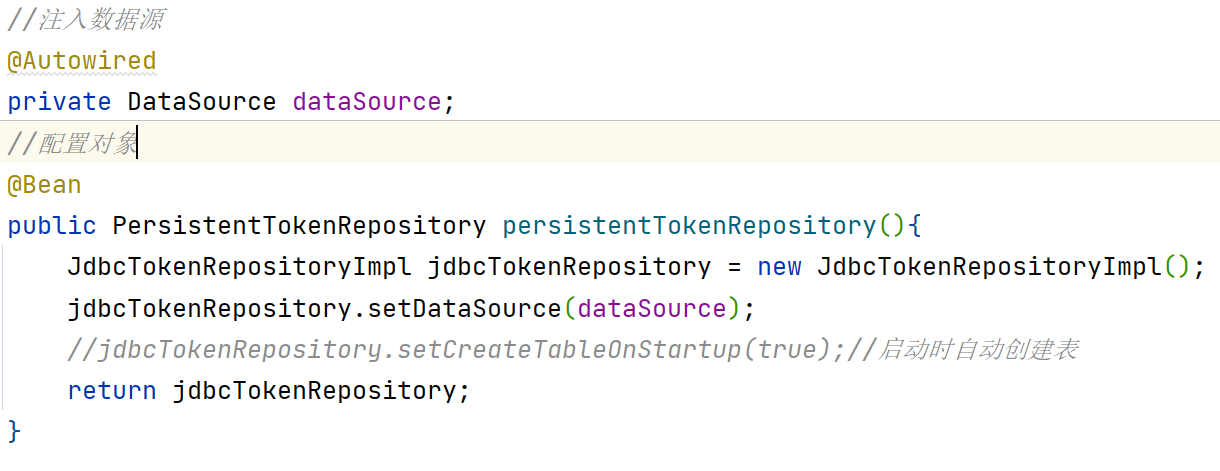 //注入数据源
@Autowired
private DataSource dataSource;
//配置对象
@Bean
public PersistentTokenRepository persistentTokenRepository(){
    JdbcTokenRepositoryImpl jdbcTokenRepository = new JdbcTokenRepositoryImpl();
    jdbcTokenRepository.setDataSource(dataSource);
    //jdbcTokenRepository.setCreateTableOnStartup(true);//启动时自动创建表
    return jdbcTokenRepository;
}